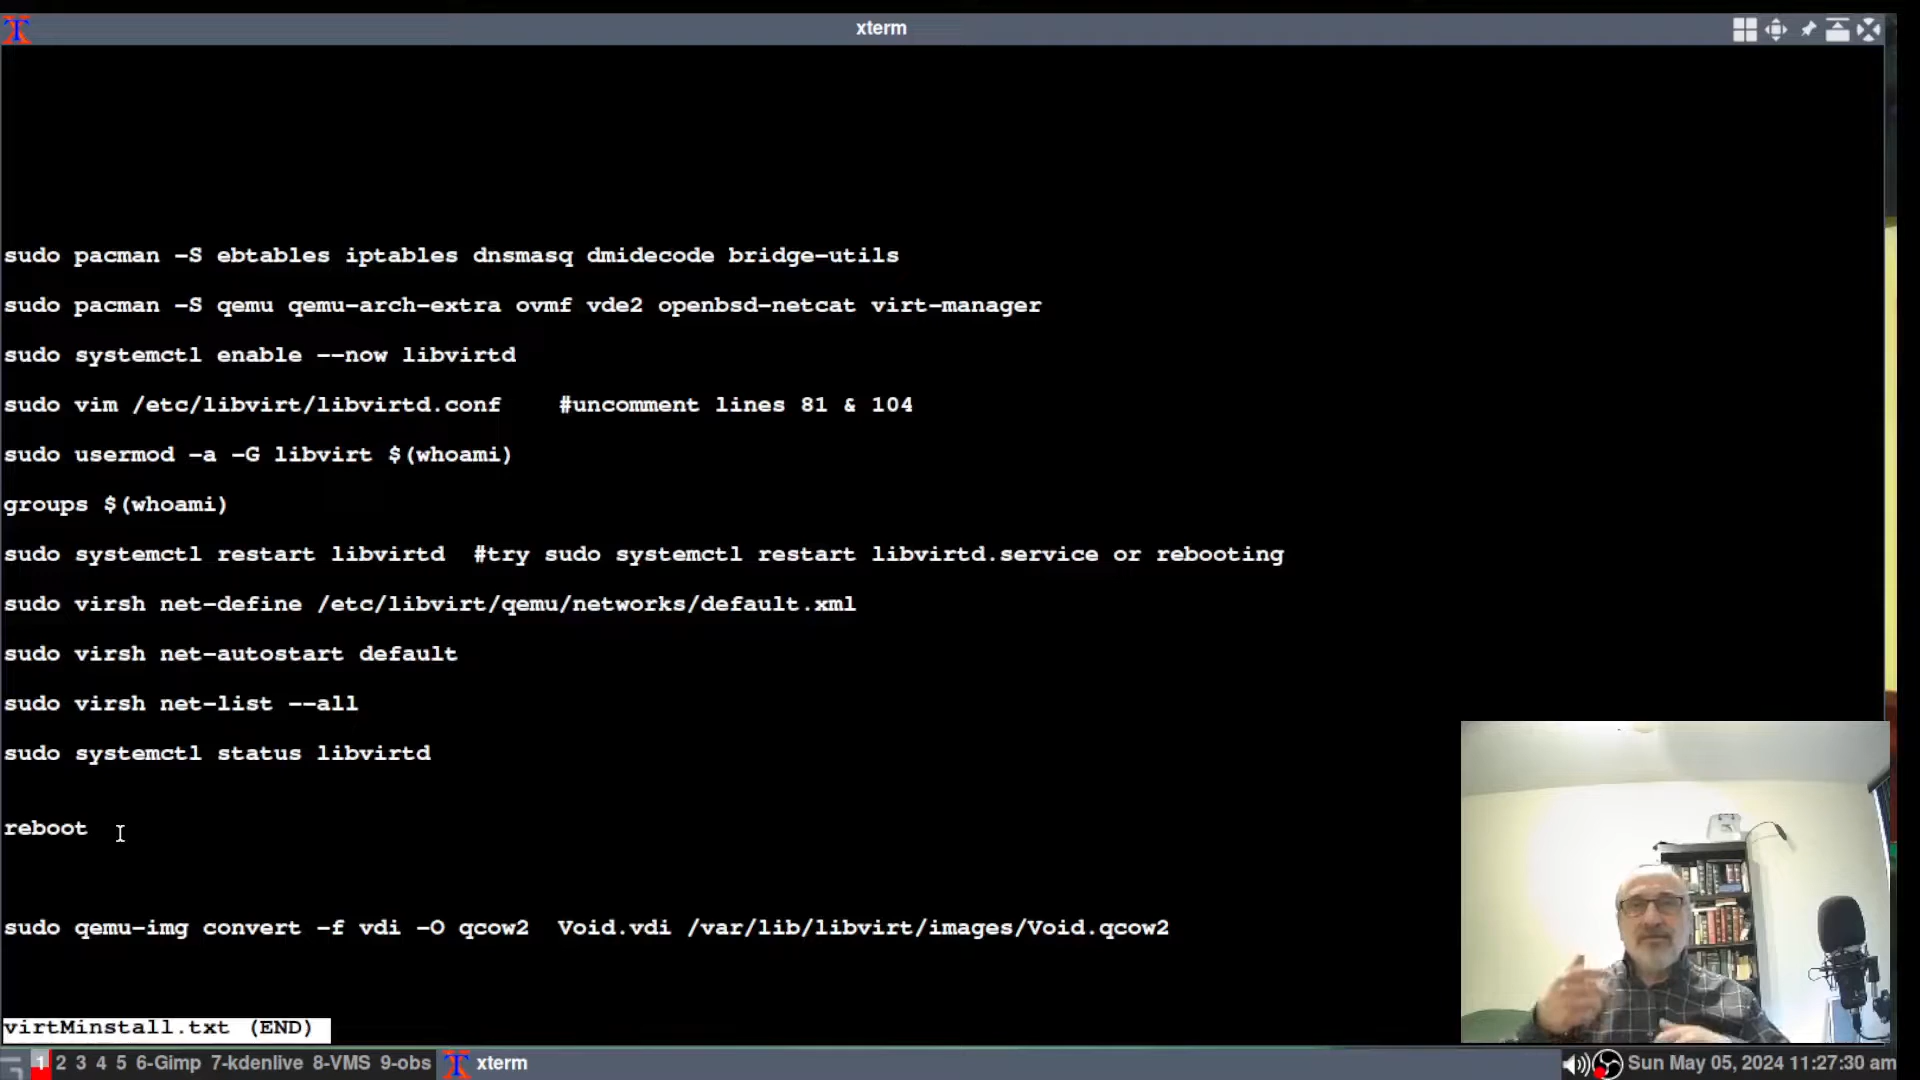 xterm
sudo pacman -S ebtables iptables dnsmasq dmidecode bridge-utils
sudo pacman -S qemu qemu-arch-extra ovmf vde2 openbsd-netcat virt-manager
sudo systemctl enable --now libvirtd
sudo vim /etc/libvirt/libvirtd.conf    #uncomment lines 81 & 104
sudo usermod -a -G libvirt $(whoami)
groups $(whoami)
sudo systemctl restart libvirtd  #try sudo systemctl restart libvirtd.service or rebooting
sudo virsh net-define /etc/libvirt/qemu/networks/default.xml
sudo virsh net-autostart default
sudo virsh net-list --all
sudo systemctl status libvirtd
reboot
sudo qemu-img convert -f vdi -O qcow2  Void.vdi /var/lib/libvirt/images/Void.qcow2
virtMinstall.txt (END)
1 2 3 4 5 6-Gimp 7-kdenlive 8-VMS 9-obs xterm Sun May 05, 2024 11:27:30 am